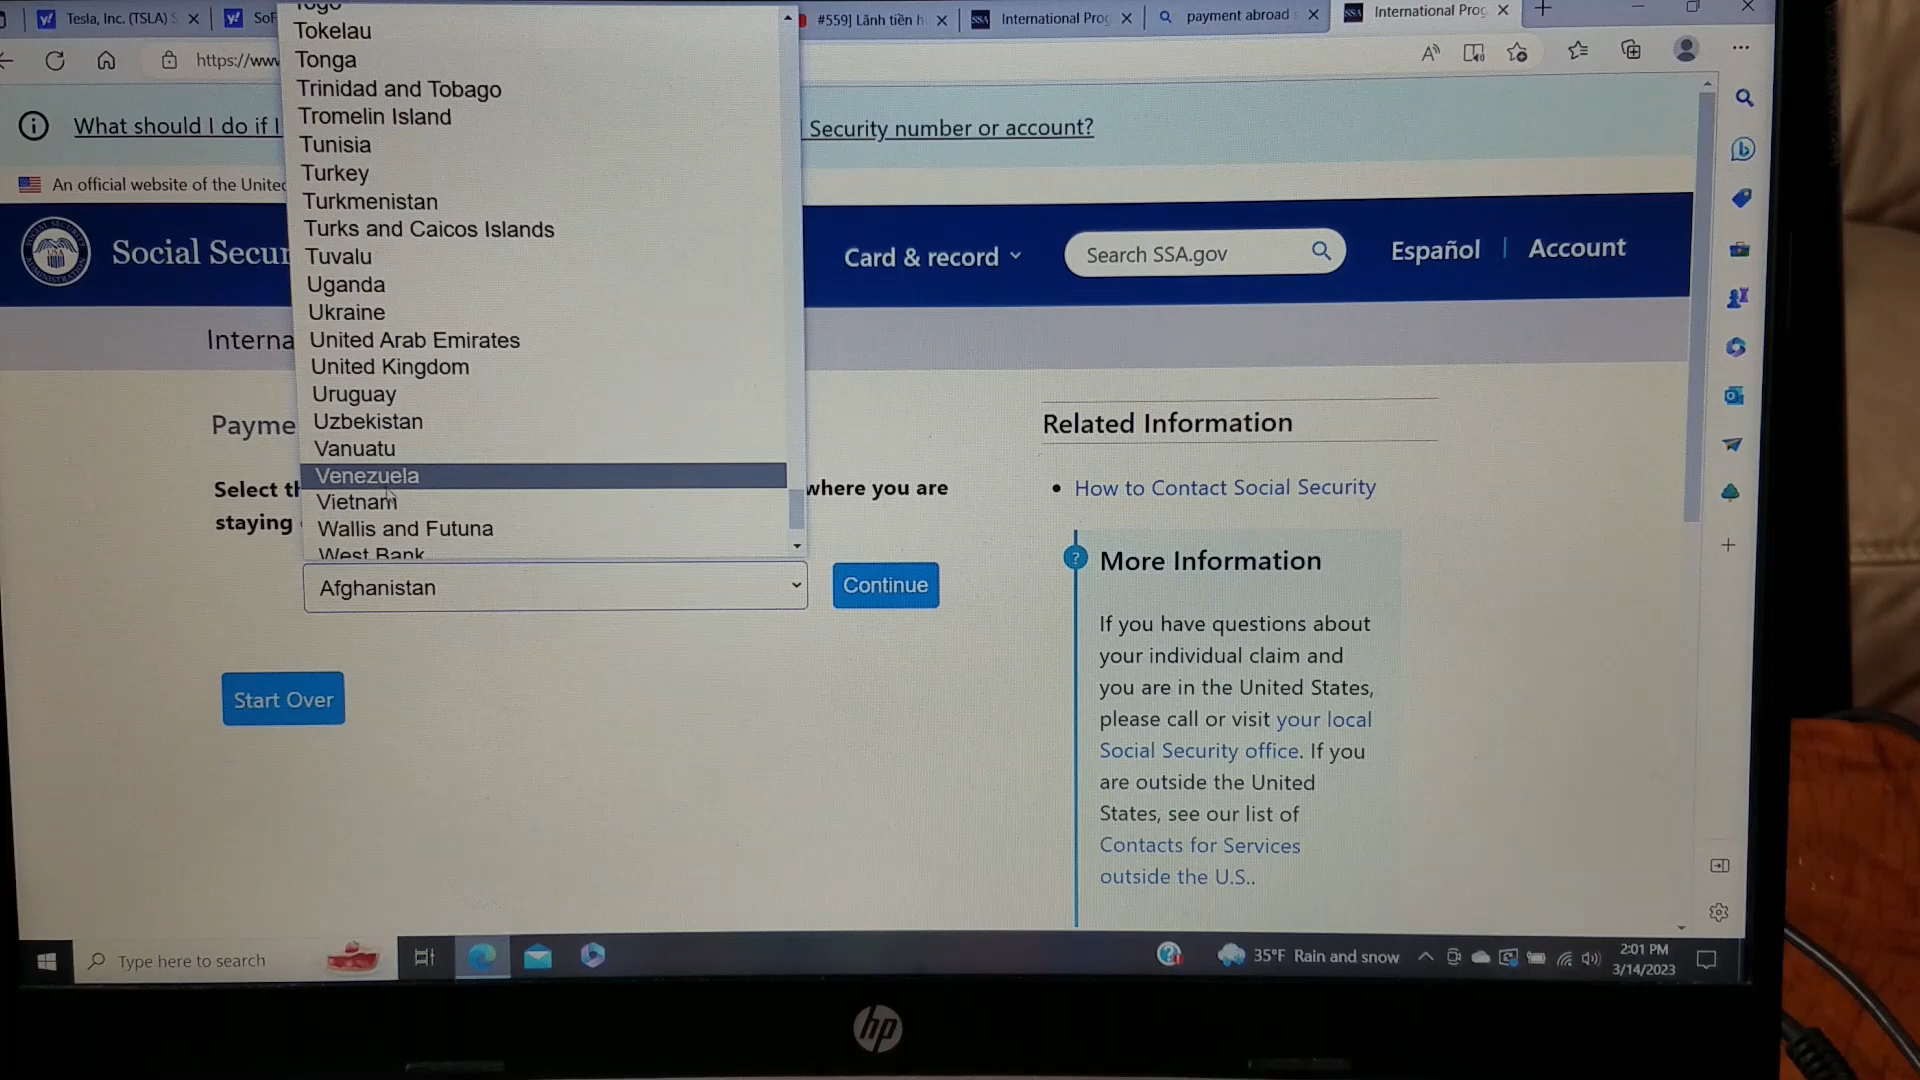 Tesla, Inc. (TSLA) S
SoF
#559] Lãnh tiền h
International Prog
payment abroad
International Prog
https://www
What should I do if I
Security number or account?
An official website of the United
Social Secur
Card & record
Search SSA.gov
Español
Account
Interna
Togo
Tokelau
Tonga
Trinidad and Tobago
Tromelin Island
Tunisia
Turkey
Turkmenistan
Turks and Caicos Islands
Tuvalu
Uganda
Ukraine
United Arab Emirates
United Kingdom
Uruguay
Uzbekistan
Vanuatu
Venezuela
Vietnam
Wallis and Futuna
West Bank
Payme
Select th
where you are
staying
Afghanistan
Continue
Start Over
Related Information
How to Contact Social Security
More Information
If you have questions about
your individual claim and
you are in the United States,
please call or visit your local
Social Security office. If you
are outside the United
States, see our list of
Contacts for Services
outside the U.S..
Type here to search
35°F Rain and snow
2:01 PM
3/14/2023
hp